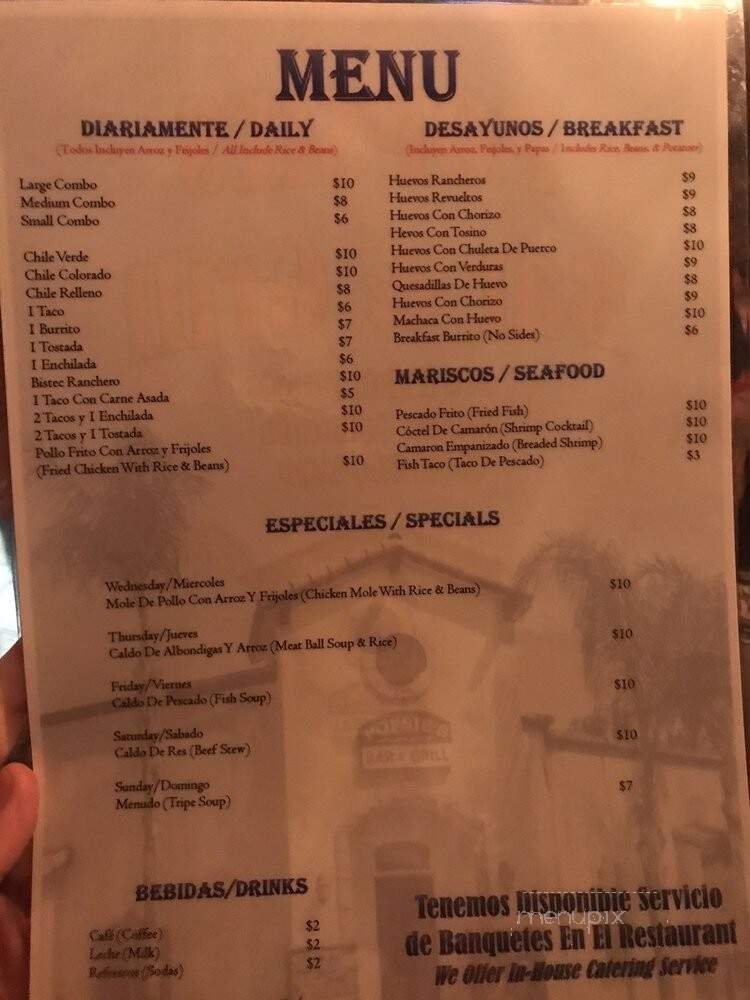 MENU
DIARIAMENTE / DAILY
(Todos Incluyen Arroz y Frijoles / All Include Rice & Beans)
Large Combo $10
Medium Combo $8
Small Combo $6
Chile Verde $10
Chile Colorado $10
Chile Relleno $8
1 Taco $6
1 Burrito $7
1 Tostada $7
1 Enchilada $6
Bistec Ranchero $10
1 Taco Con Carne Asada $5
2 Tacos y 1 Enchilada $10
2 Tacos y 1 Tostada $10
Pollo Frito Con Arroz y Frijoles
(Fried Chicken With Rice & Beans) $10
DESAYUNOS / BREAKFAST
(Incluyen Arroz, Frijoles, y Papas / Includes Rice, Beans, & Potatoes)
Huevos Rancheros $9
Huevos Revueltos $9
Huevos Con Chorizo $8
Hevos Con Tosino $8
Huevos Con Chuleta De Puerco $10
Huevos Con Verduras $9
Quesadillas De Huevo $8
Huevos Con Chorizo $9
Machaca Con Huevo $10
Breakfast Burrito (No Sides) $6
MARISCOS / SEAFOOD
Pescado Frito (Fried Fish) $10
Cóctel De Camarón (Shrimp Cocktail) $10
Camaron Empanizado (Breaded Shrimp) $10
Fish Taco (Taco De Pescado) $3
ESPECIALES / SPECIALS
Wednesday/Miercoles
Mole De Pollo Con Arroz Y Frijoles (Chicken Mole With Rice & Beans) $10
Thursday/Jueves
Caldo De Albondigas Y Arroz (Meat Ball Soup & Rice) $10
Friday/Viernes
Caldo De Pescado (Fish Soup) $10
Saturday/Sabado
Caldo De Res (Beef Stew) $10
Sunday/Domingo
Menudo (Tripe Soup) $7
BAR & GRILL
BEBIDAS/DRINKS
Café (Coffee) $2
Leche (Milk) $2
Refrescos (Sodas) $2
Tenemos Disponible Servicio
de Banquetes En El Restaurant
We Offer In-House Catering Service
menupix